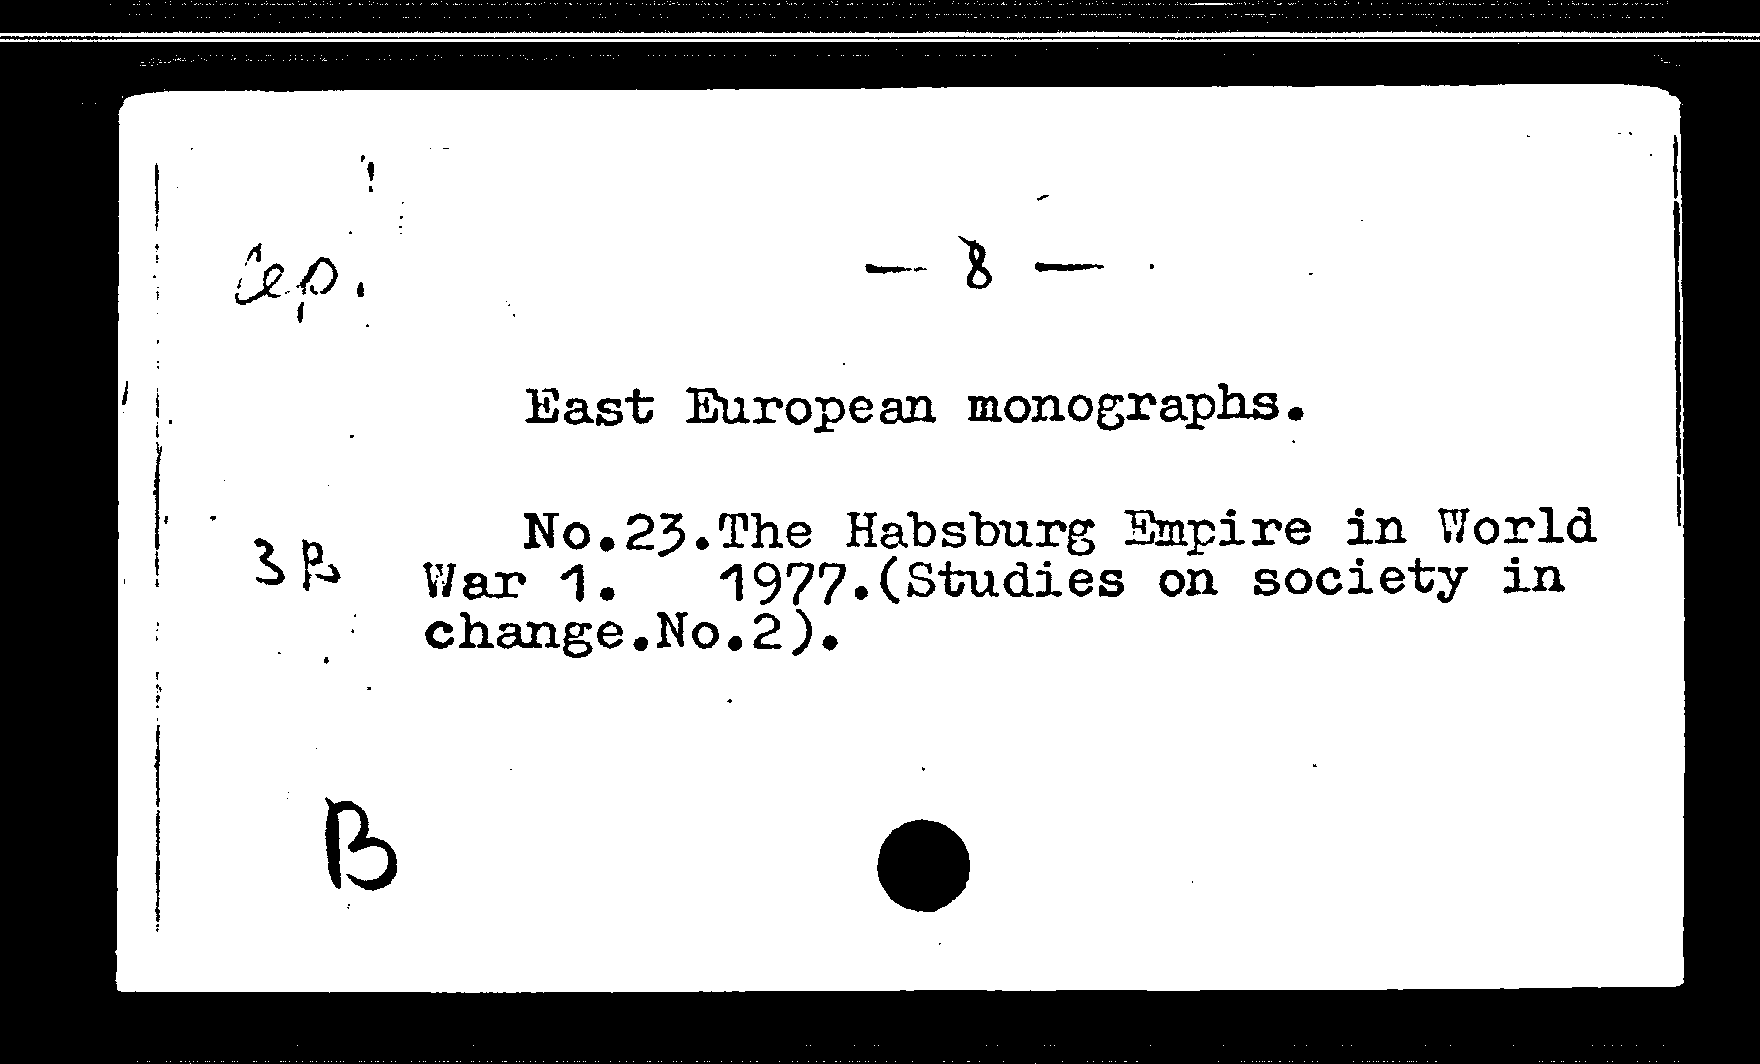 Сер.
— 8 —
East European monographs.
No.23.The Habsburg Empire in World
3 В
War 1. 1977.(Studies on society in
change.No.2).
В